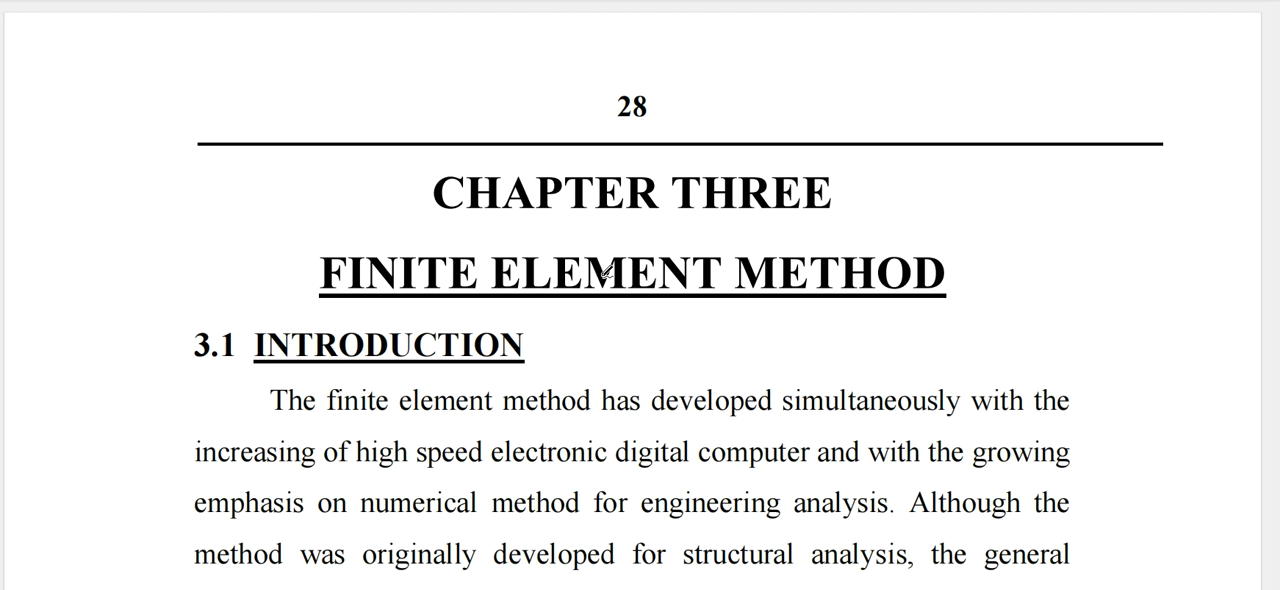 28
CHAPTER THREE
FINITE ELEMENT METHOD
3.1 INTRODUCTION
The finite element method has developed simultaneously with the
increasing of high speed electronic digital computer and with the growing
emphasis on numerical method for engineering analysis. Although the
method was originally developed for structural analysis, the general